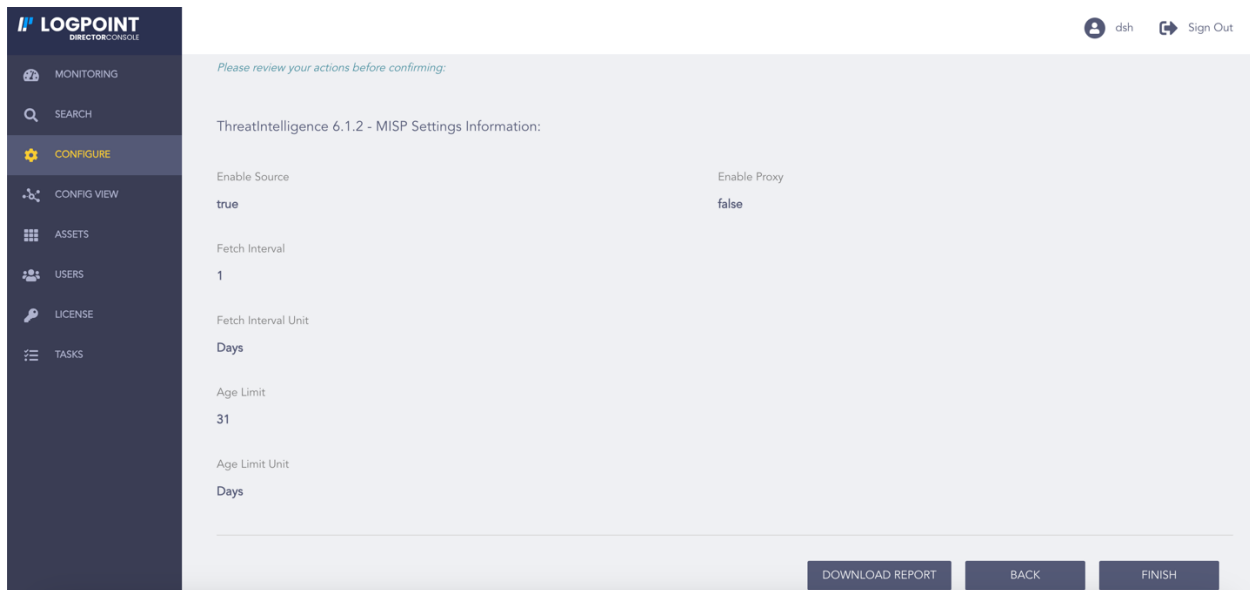 LOGPOINT
DIRECTORCONSOLE
dsh
Sign Out
MONITORING
SEARCH
CONFIGURE
CONFIG VIEW
ASSETS
USERS
LICENSE
TASKS
Please review your actions before confirming:
ThreatIntelligence 6.1.2 - MISP Settings Information:
Enable Source
Enable Proxy
true
false
Fetch Interval
1
Fetch Interval Unit
Days
Age Limit
31
Age Limit Unit
Days
DOWNLOAD REPORT
BACK
FINISH